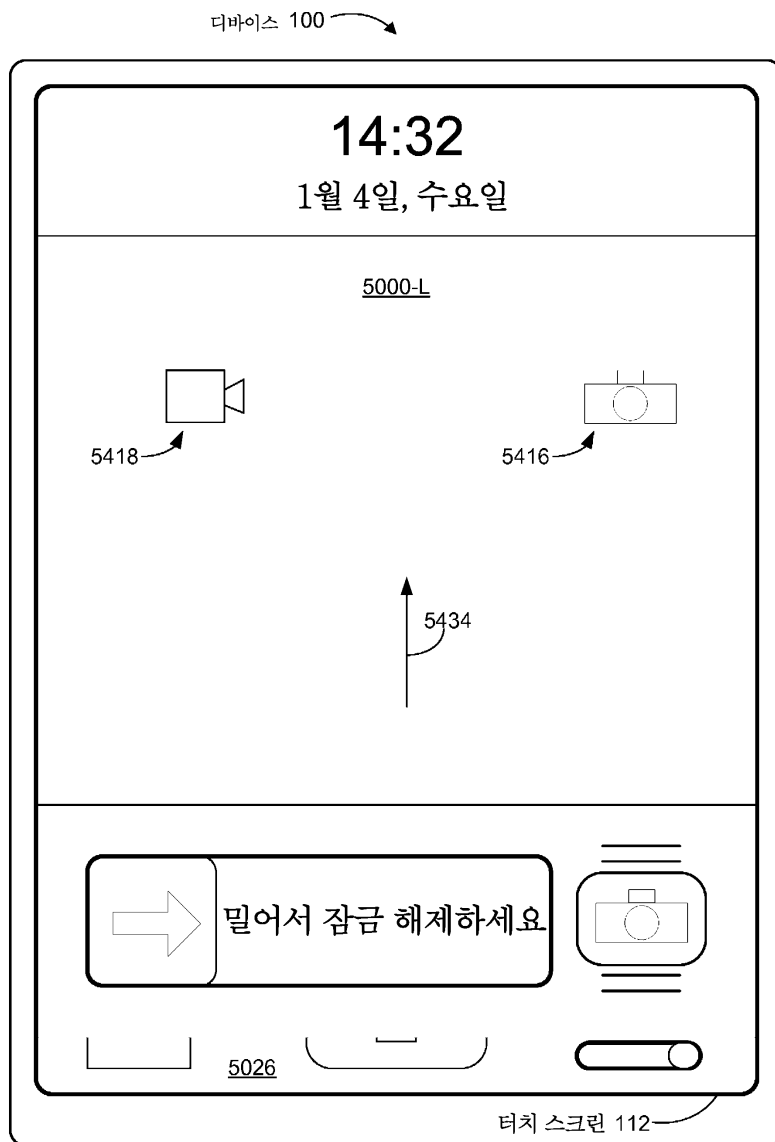 디바이스 100
14:32
1월 4일, 수요일
5000-L
5418
5416
5434
밀어서 잠금 해제하세요
5026
터치 스크린 112